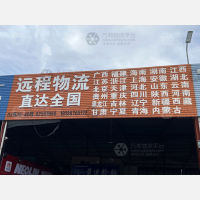 远程物流
直达全国
广西 福建 海南 湖南 江西
江苏 浙江 上海 安徽 湖北
北京 天津 河北 山东 云南
贵州 重庆 四川 陕西 河南
黑龙江 吉林 辽宁 新疆 西藏
甘肃 宁夏 青海 内蒙古